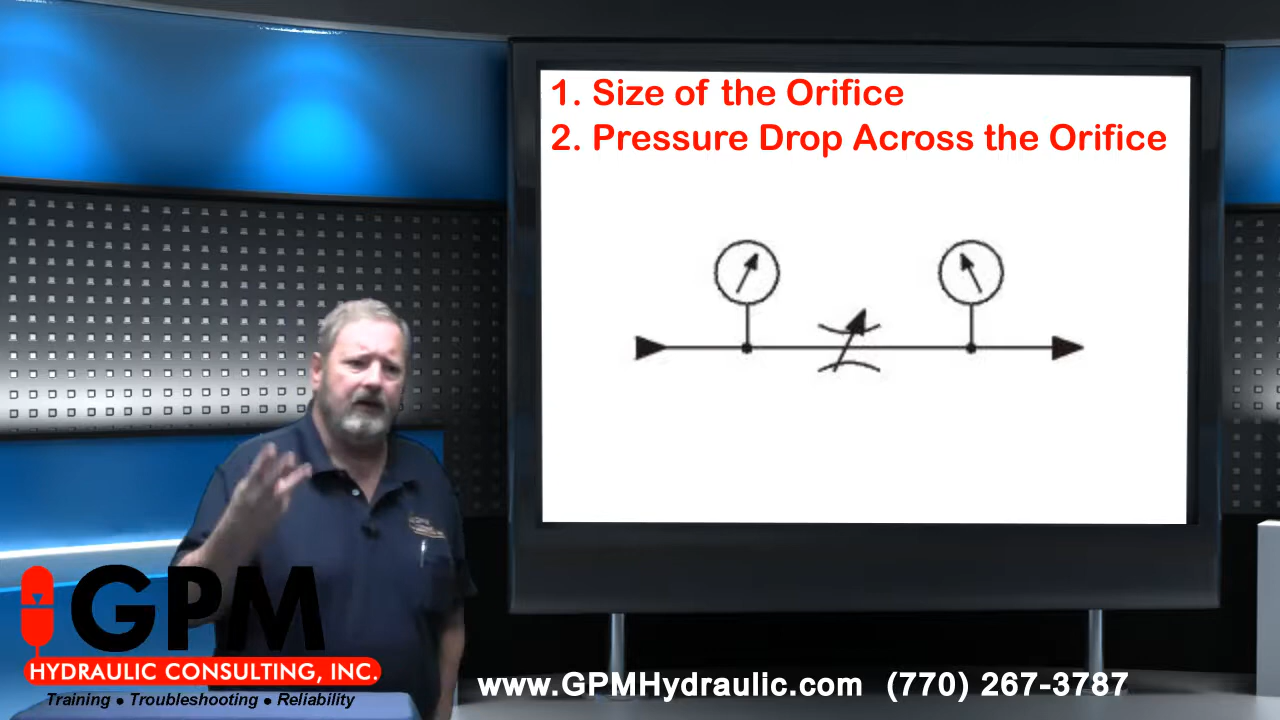 1. Size of the Orifice
2. Pressure Drop Across the Orifice
GPM
HYDRAULIC CONSULTING, INC.
Training ● Troubleshooting ● Reliability
www.GPMHydraulic.com (770) 267-3787